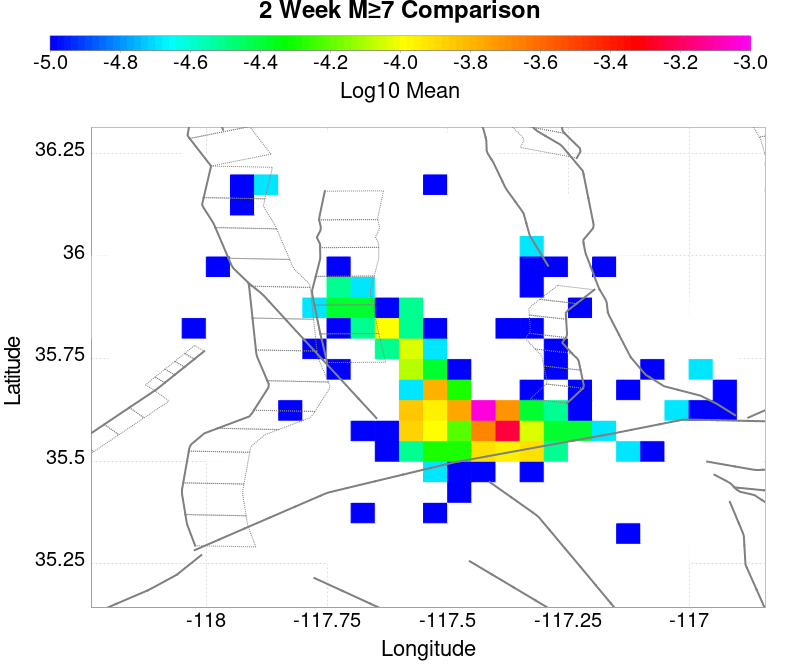 2 Week M≥7 Comparison
-5.0 -4.8 -4.6 -4.4 -4.2 -4.0 -3.8 -3.6 -3.4 -3.2 -3.0
Log10 Mean
36.25
36
35.75
35.5
35.25
Latitude
-118 -117.75 -117.5 -117.25 -117
Longitude